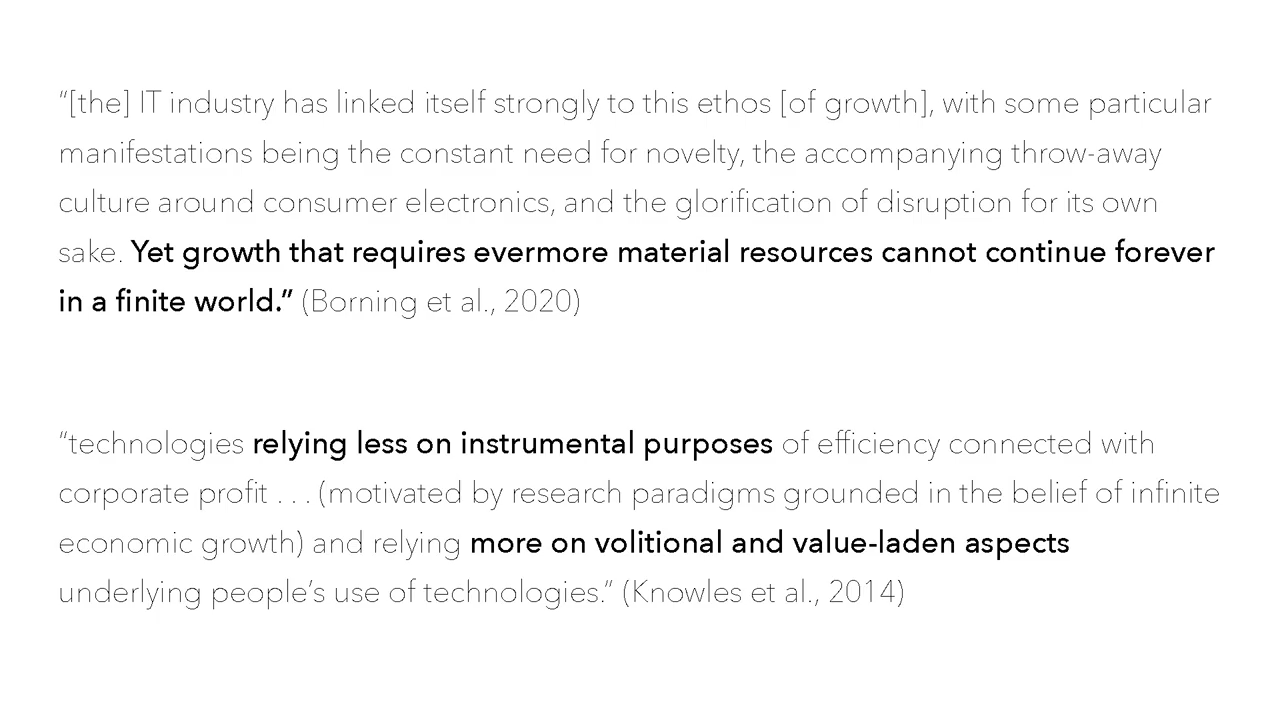 “[the] IT industry has linked itself strongly to this ethos [of growth], with some particular
manifestations being the constant need for novelty, the accompanying throw-away
culture around consumer electronics, and the glorification of disruption for its own
sake. Yet growth that requires evermore material resources cannot continue forever
in a finite world.” (Borning et al., 2020)
“technologies relying less on instrumental purposes of efficiency connected with
corporate profit . . . (motivated by research paradigms grounded in the belief of infinite
economic growth) and relying more on volitional and value-laden aspects
underlying people’s use of technologies.” (Knowles et al., 2014)